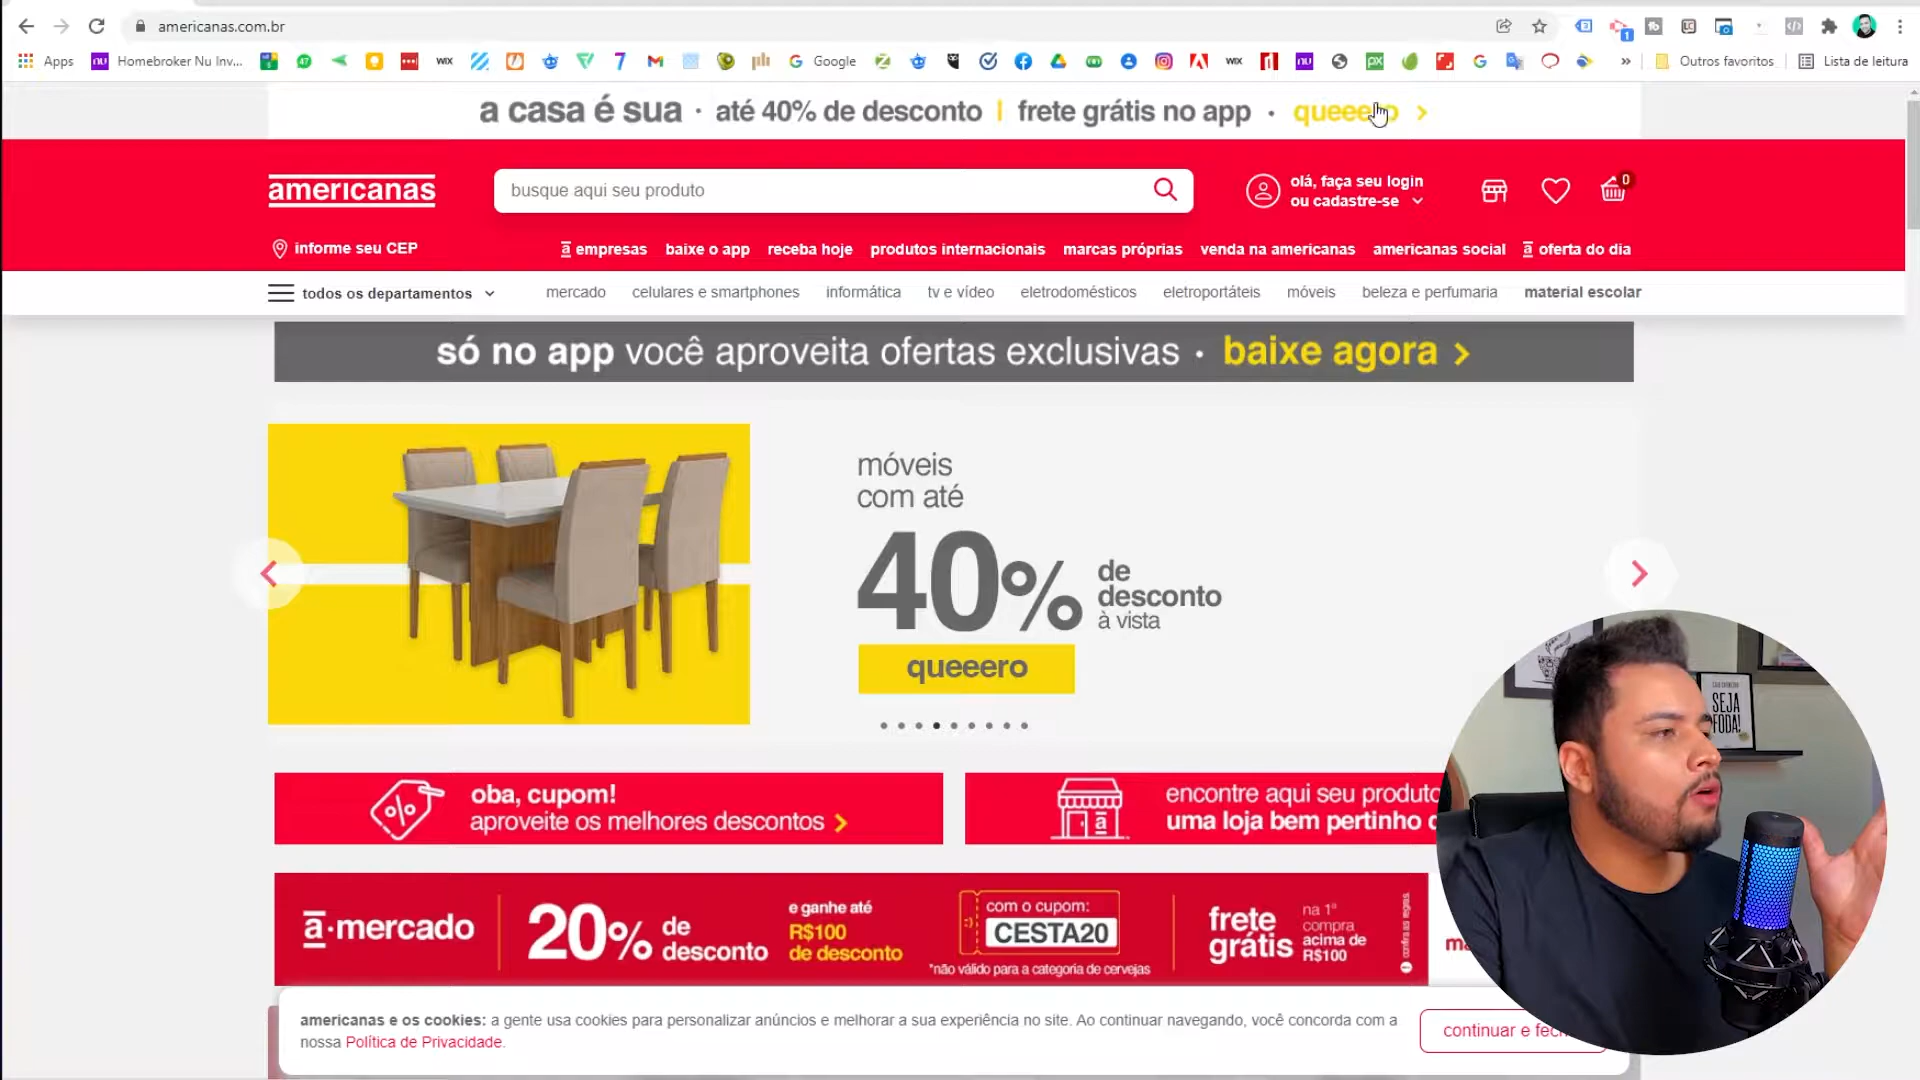 americanas.com.br
Apps
Homebroker Nu Inv...
Google
Outros favoritos
Lista de leitura
a casa é sua · até 40% de desconto | frete grátis no app · queeero >
americanas
busque aqui seu produto
olá, faça seu login
ou cadastre-se
0
informe seu CEP
ā empresas
baixe o app
receba hoje
produtos internacionais
marcas próprias
venda na americanas
americanas social
ā oferta do dia
todos os departamentos
mercado
celulares e smartphones
informática
tv e vídeo
eletrodomésticos
eletroportáteis
móveis
beleza e perfumaria
material escolar
só no app você aproveita ofertas exclusivas · baixe agora >
móveis
com até
40% de desconto
à vista
queeero
oba, cupom!
aproveite os melhores descontos >
encontre aqui seu produto
uma loja bem pertinho
ā·mercado
20% de desconto
e ganhe até
R$100
de desconto
com o cupom:
CESTA20
*não válido para a categoria de cervejas
frete grátis
na 1ª
compra
acima de
R$100
confira as regras.
americanas e os cookies: a gente usa cookies para personalizar anúncios e melhorar a sua experiência no site. Ao continuar navegando, você concorda com a
nossa Política de Privacidade.
continuar e
SEJA
FODA!